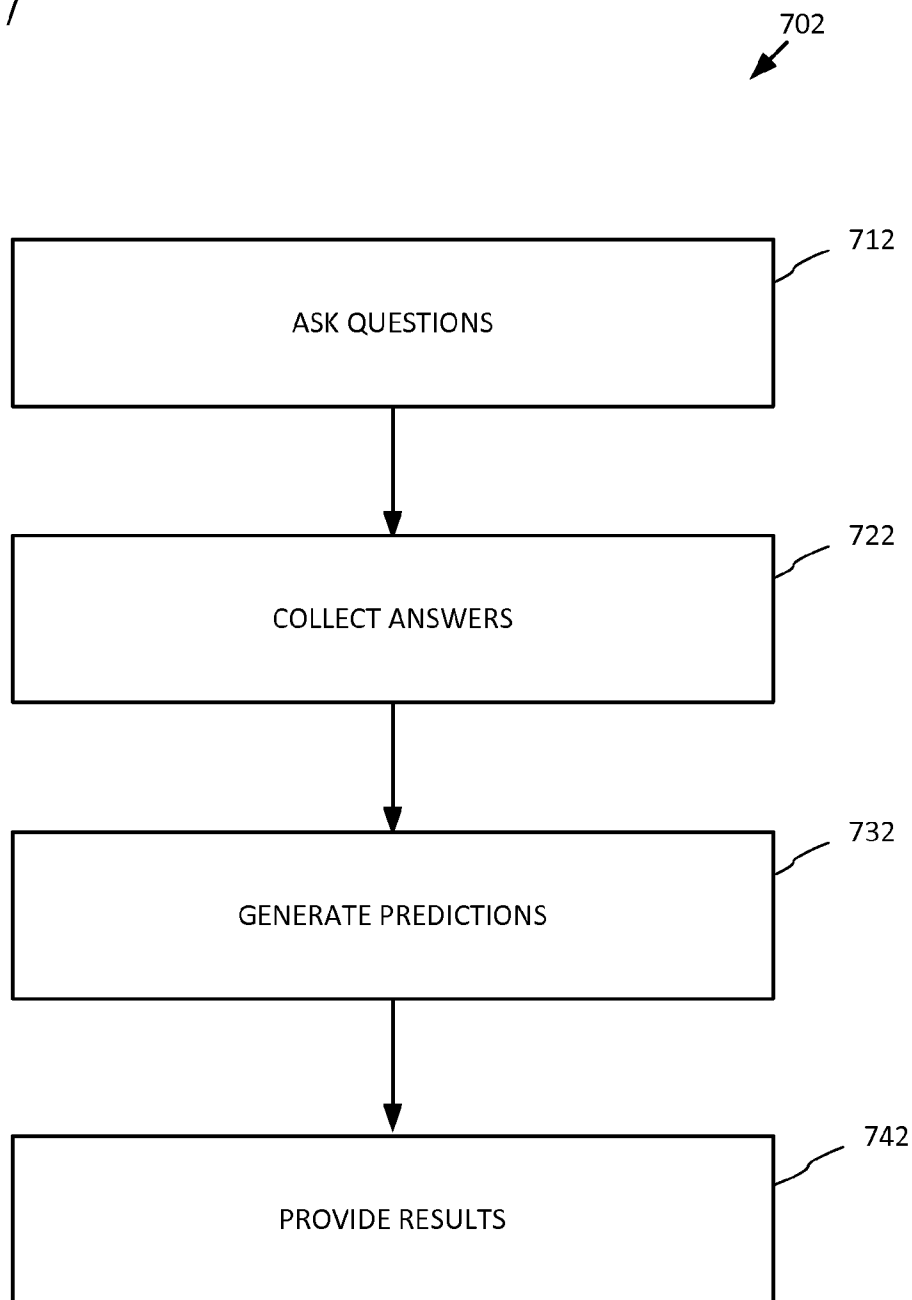 702
712
ASK QUESTIONS
722
COLLECT ANSWERS
732
GENERATE PREDICTIONS
742
PROVIDE RESULTS